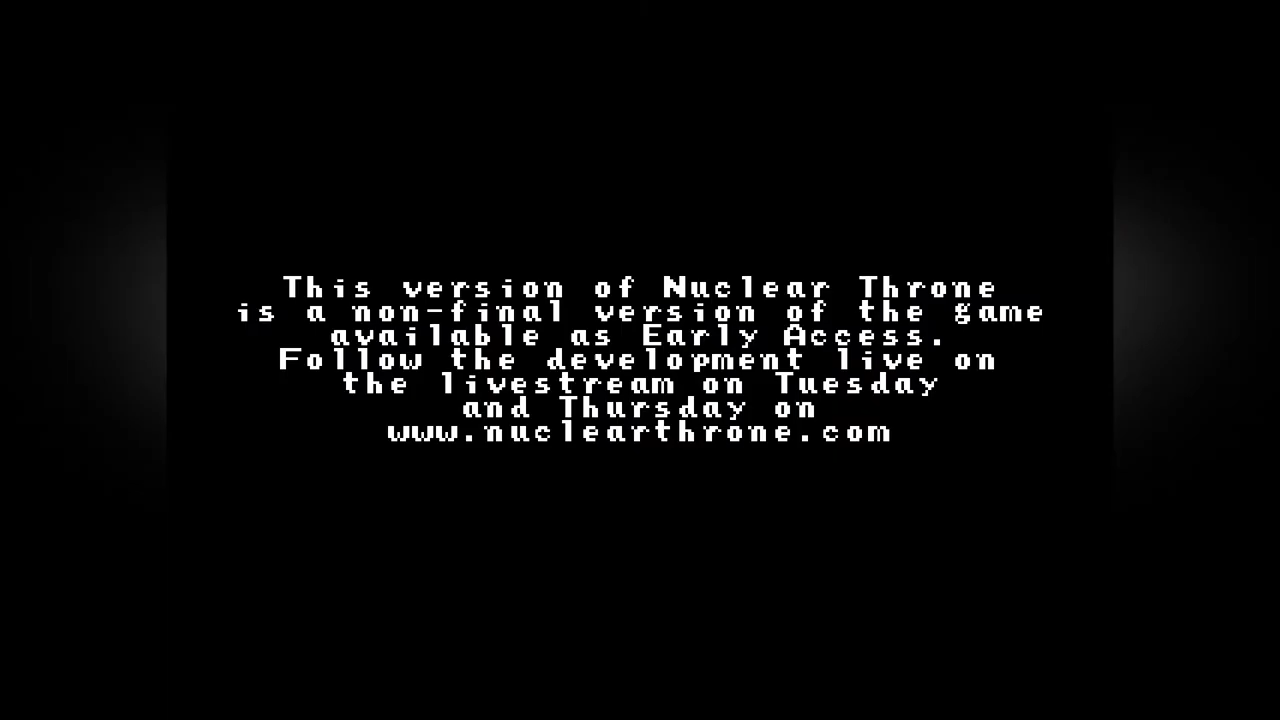 This version of Nuclear Throne
is a non-final version of the game
available as Early Access.
Follow the development live on
the livestream on Tuesday
and Thursday on
www.nuclearthrone.com